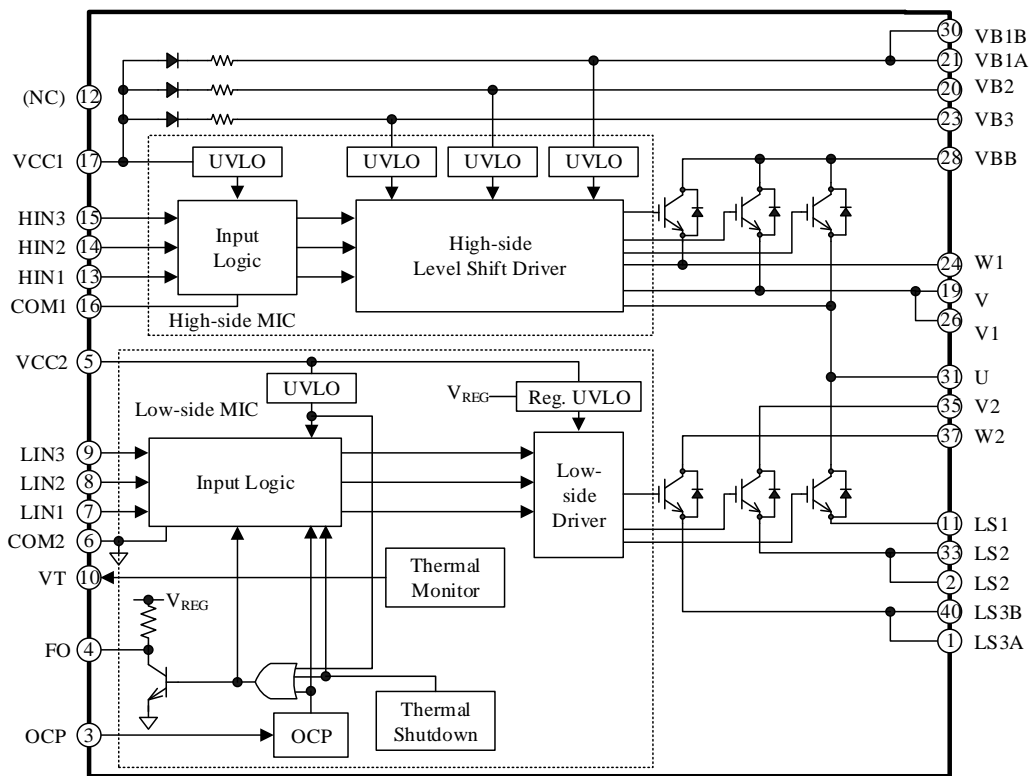 30 VB1B
21 VB1A
(NC) 12
20 VB2
23 VB3
VCC1 17
UVLO UVLO UVLO UVLO
28 VBB
HIN3 15
HIN2 14
HIN1 13
COM1 16
Input
Logic
High-side
Level Shift Driver
High-side MIC
24 W1
19 V
26 V1
VCC2 5
UVLO
VREG Reg. UVLO
Low-side MIC
31 U
35 V2
37 W2
LIN3 9
LIN2 8
LIN1 7
COM2 6
Input Logic
Low-
side
Driver
11 LS1
33 LS2
2 LS2
40 LS3B
1 LS3A
VT 10
Thermal
Monitor
VREG
FO 4
Thermal
Shutdown
OCP 3
OCP